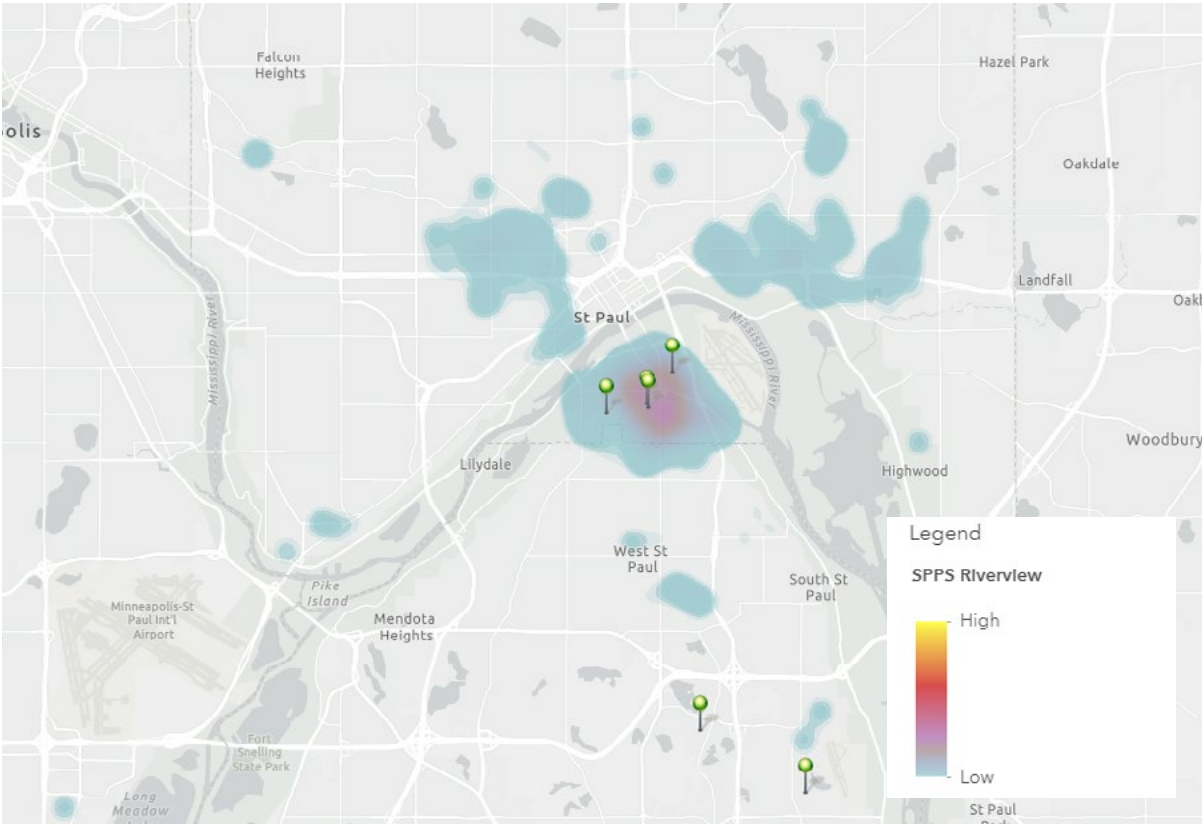 Falcon
Heights
Hazel Park
olis
Oakdale
Landfall
Oakl
St Paul
Mississippi River
Mississippi River
Woodbury
Lilydale
Highwood
Legend
SPPS Riverview
High
Low
West St
Paul
South St
Paul
Pike
Island
Minneapolis-St
Paul Int'l
Airport
Mendota
Heights
Fort
Snelling
State Park
Long
Meadow
St Paul